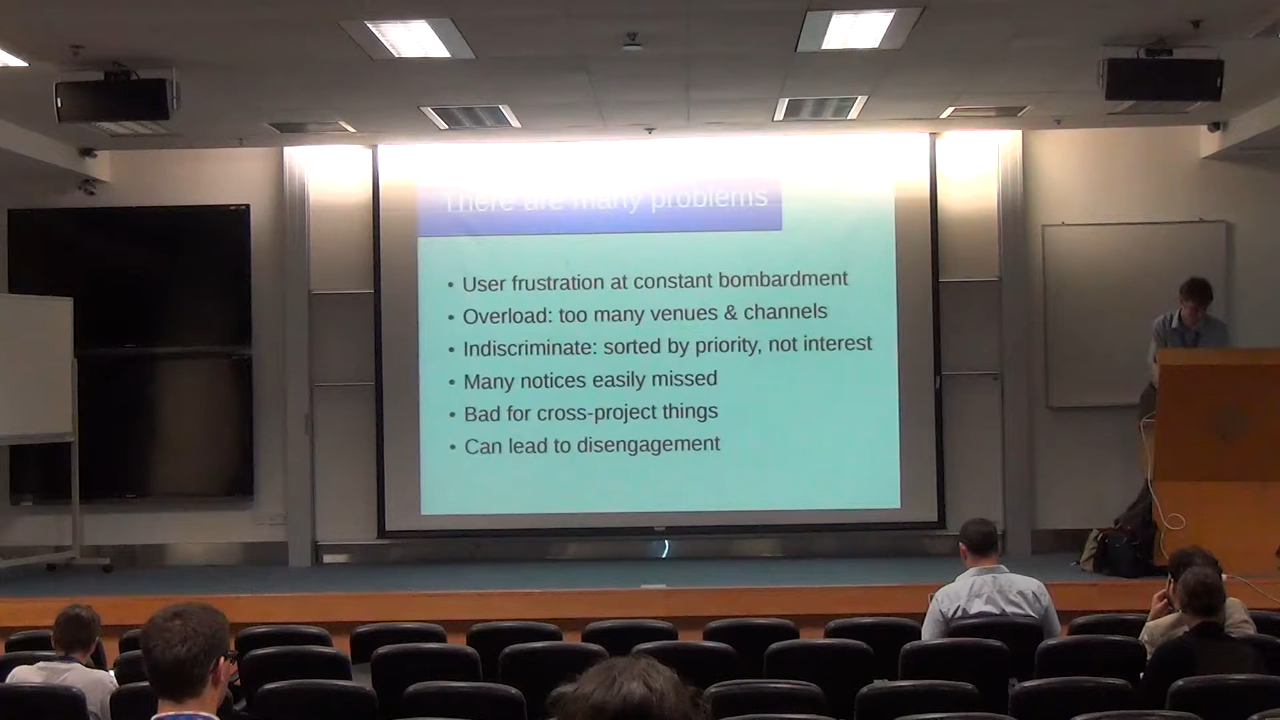 There are many problems
• User frustration at constant bombardment
• Overload: too many venues & channels
• Indiscriminate: sorted by priority, not interest
• Many notices easily missed
• Bad for cross-project things
• Can lead to disengagement